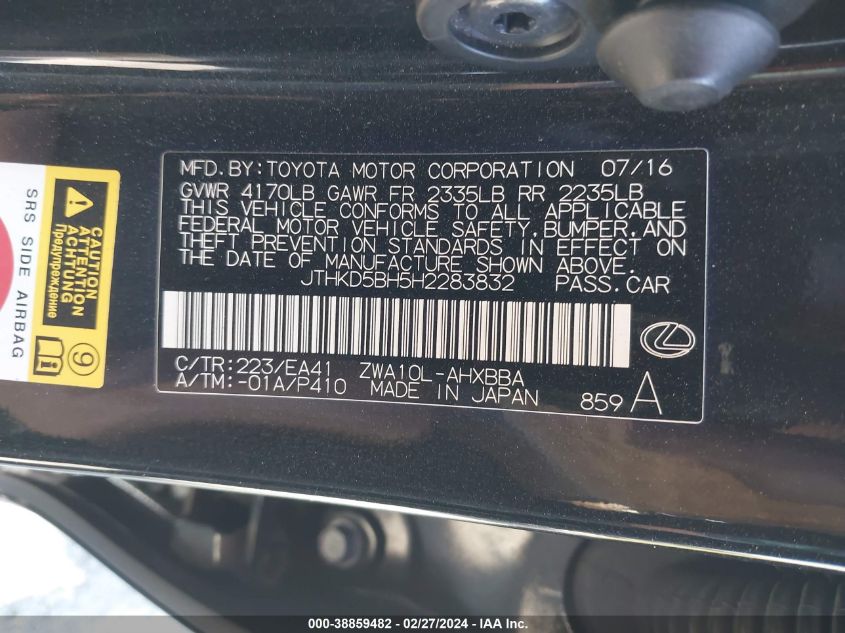 MFD. BY: TOYOTA MOTOR CORPORATION 07/16
GVWR 4170LB GAWR FR 2335LB RR 2235LB
THIS VEHICLE CONFORMS TO ALL APPLICABLE
FEDERAL MOTOR VEHICLE SAFETY, BUMPER, AND
THEFT PREVENTION STANDARDS IN EFFECT ON
THE DATE OF MANUFACTURE SHOWN ABOVE.
JTHKD5BH5H2283832 PASS. CAR
C/TR: 223/EA41 ZWA10L-AHXBBA
A/TM: -01A/P410 MADE IN JAPAN 859 A
SRS SIDE AIRBAG
CAUTION
ATTENTION
ACHTUNG
Предупреждение
9
000-38859482 - 02/27/2024 - IAA Inc.